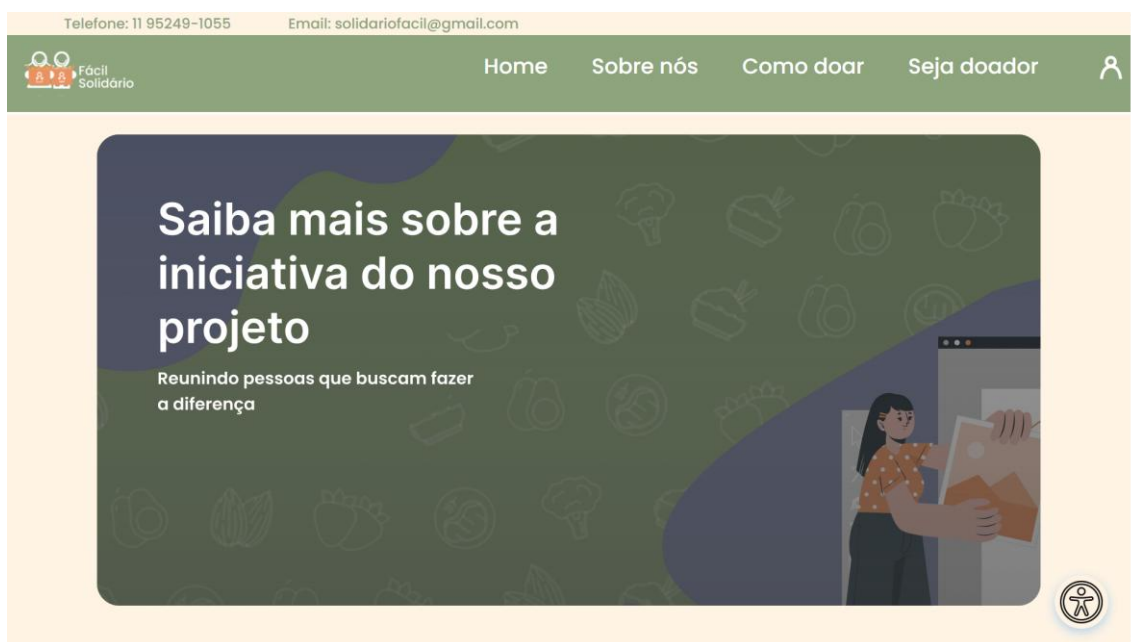 Telefone: 11 95249-1055 Email: solidariofacil@gmail.com
Fácil
Solidário
Home Sobre nós Como doar Seja doador
Saiba mais sobre a
iniciativa do nosso
projeto
Reunindo pessoas que buscam fazer
a diferença